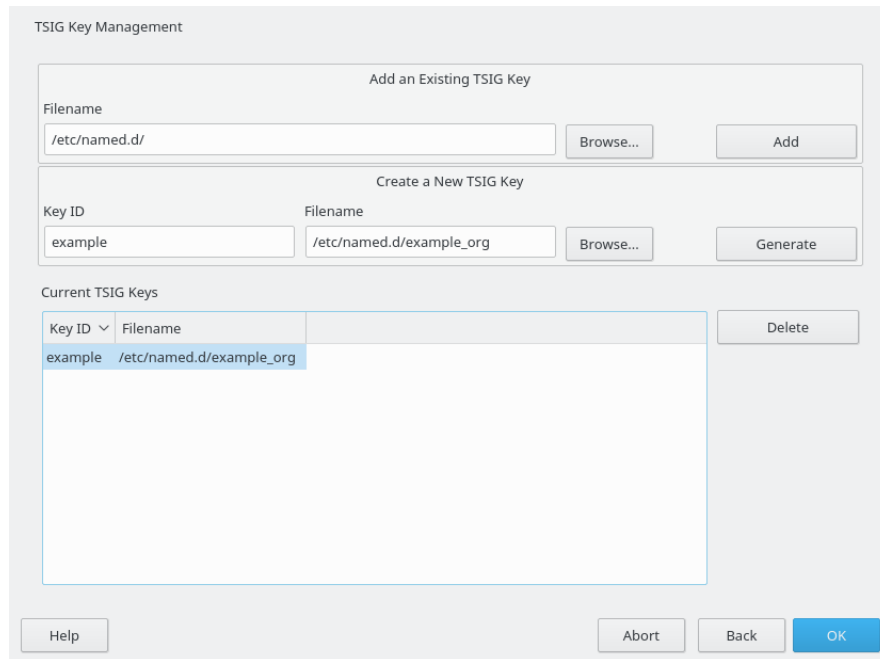 TSIG Key Management
Add an Existing TSIG Key
Filename
/etc/named.d/ Browse... Add
Create a New TSIG Key
Key ID Filename
example /etc/named.d/example_org Browse... Generate
Current TSIG Keys
Key ID Filename Delete
example /etc/named.d/example_org
Help Abort Back OK